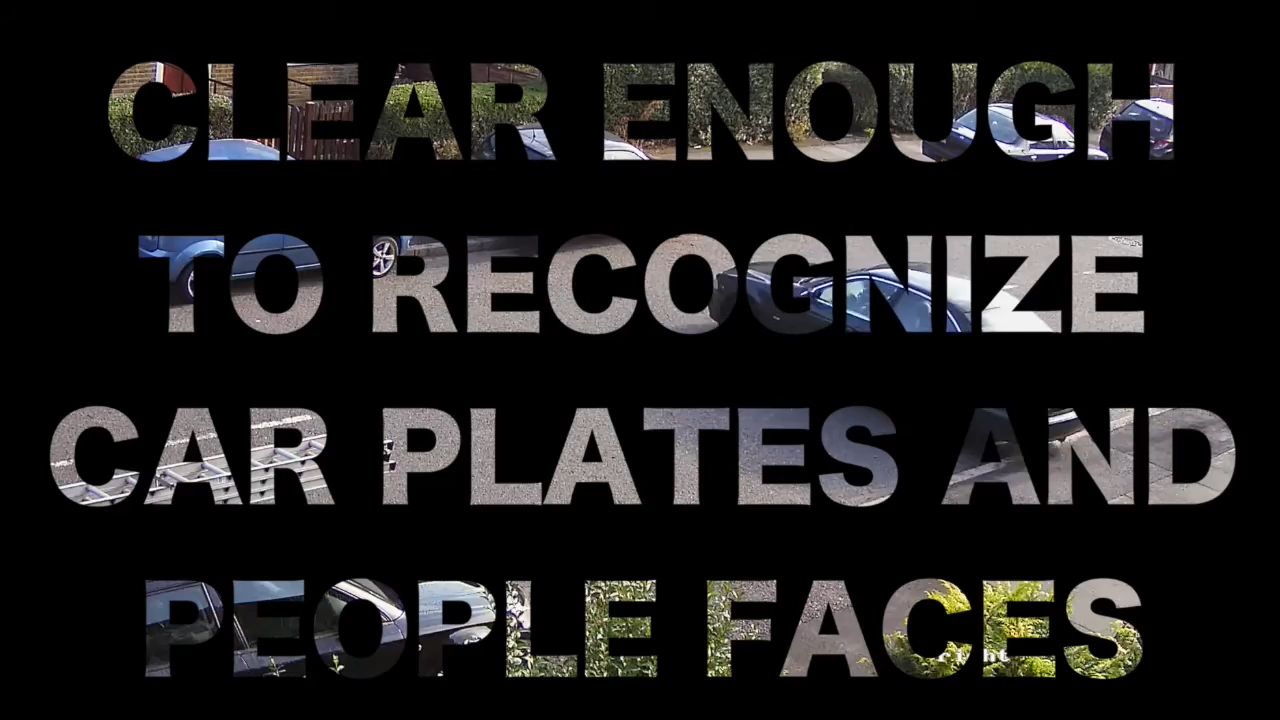 CLEAR ENOUGH
TO RECOGNIZE
CAR PLATES AND
PEOPLE FACES